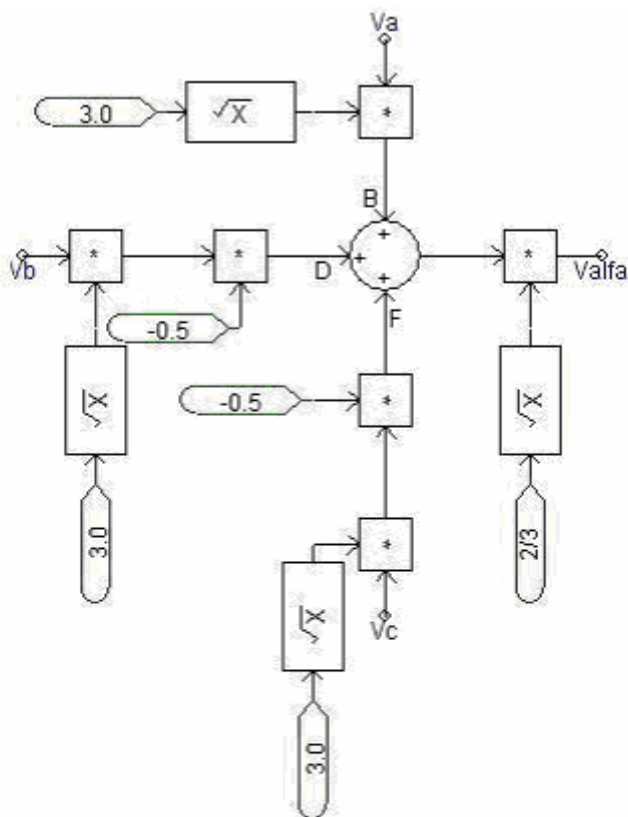 Va
3.0
√X
*
B
+
Vb
*
*
D
+
+
*
Valfa
F
-0.5
√X
-0.5
*
√X
3.0
*
2/3
√X
Vc
3.0